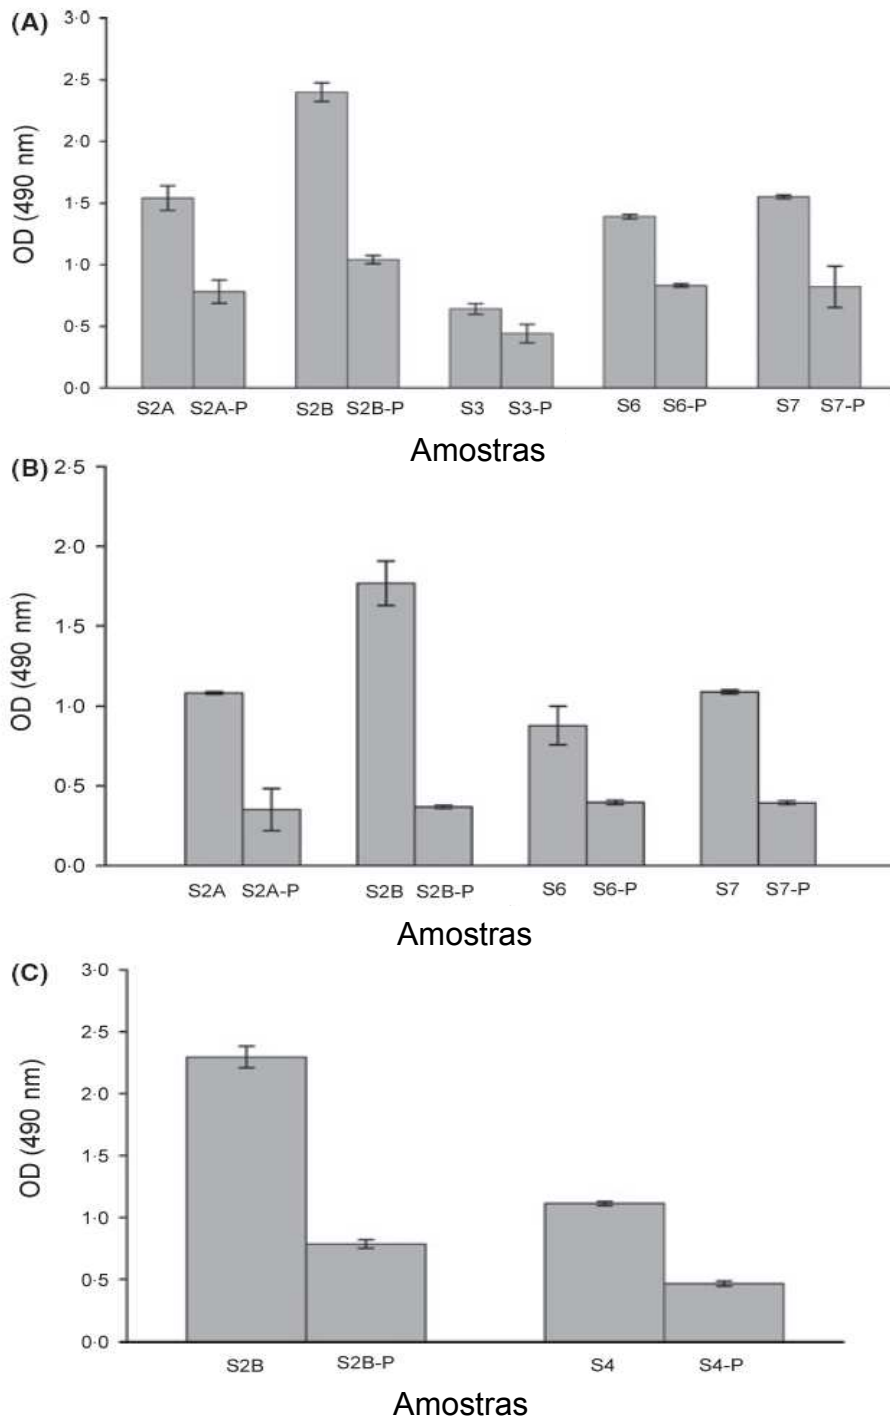 (A)
3·0
2·5
2·0
1·5
1·0
0·5
0·0
OD (490 nm)
S2A S2A-P S2B S2B-P S3 S3-P S6 S6-P S7 S7-P
Amostras
(B)
2·5
2·0
1·5
1·0
0·5
0·0
OD (490 nm)
S2A S2A-P S2B S2B-P S6 S6-P S7 S7-P
Amostras
(C)
3·0
2·5
2·0
1·5
1·0
0·5
0·0
OD (490 nm)
S2B S2B-P S4 S4-P
Amostras